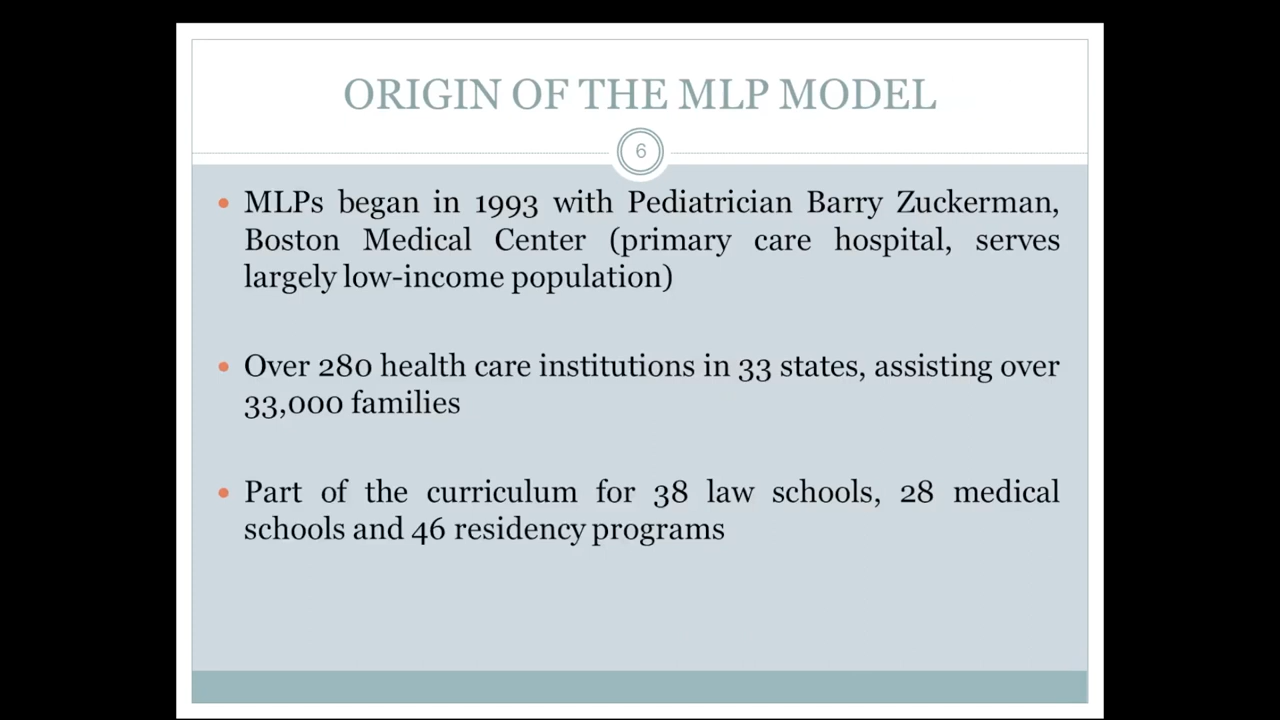 ORIGIN OF THE MLP MODEL
6
• MLPs began in 1993 with Pediatrician Barry Zuckerman,
Boston Medical Center (primary care hospital, serves
largely low-income population)
• Over 280 health care institutions in 33 states, assisting over
33,000 families
• Part of the curriculum for 38 law schools, 28 medical
schools and 46 residency programs